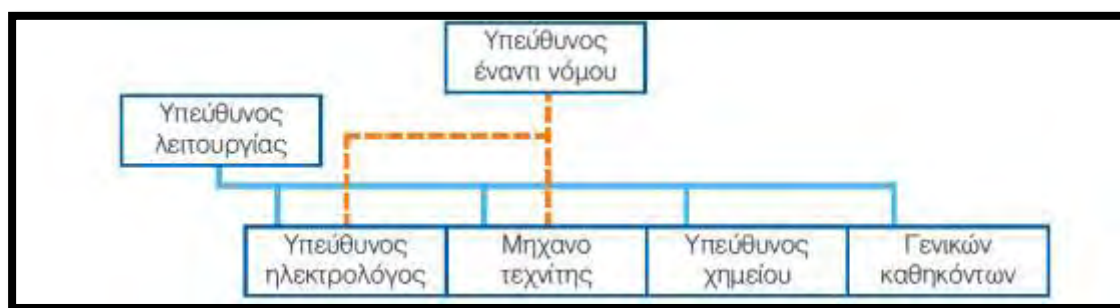 Υπεύθυνος
έναντι νόμου
Υπεύθυνος
λειτουργίας
Υπεύθυνος
ηλεκτρολόγος
Μηχανο
τεχνίτης
Υπεύθυνος
χημείου
Γενικών
καθηκόντων